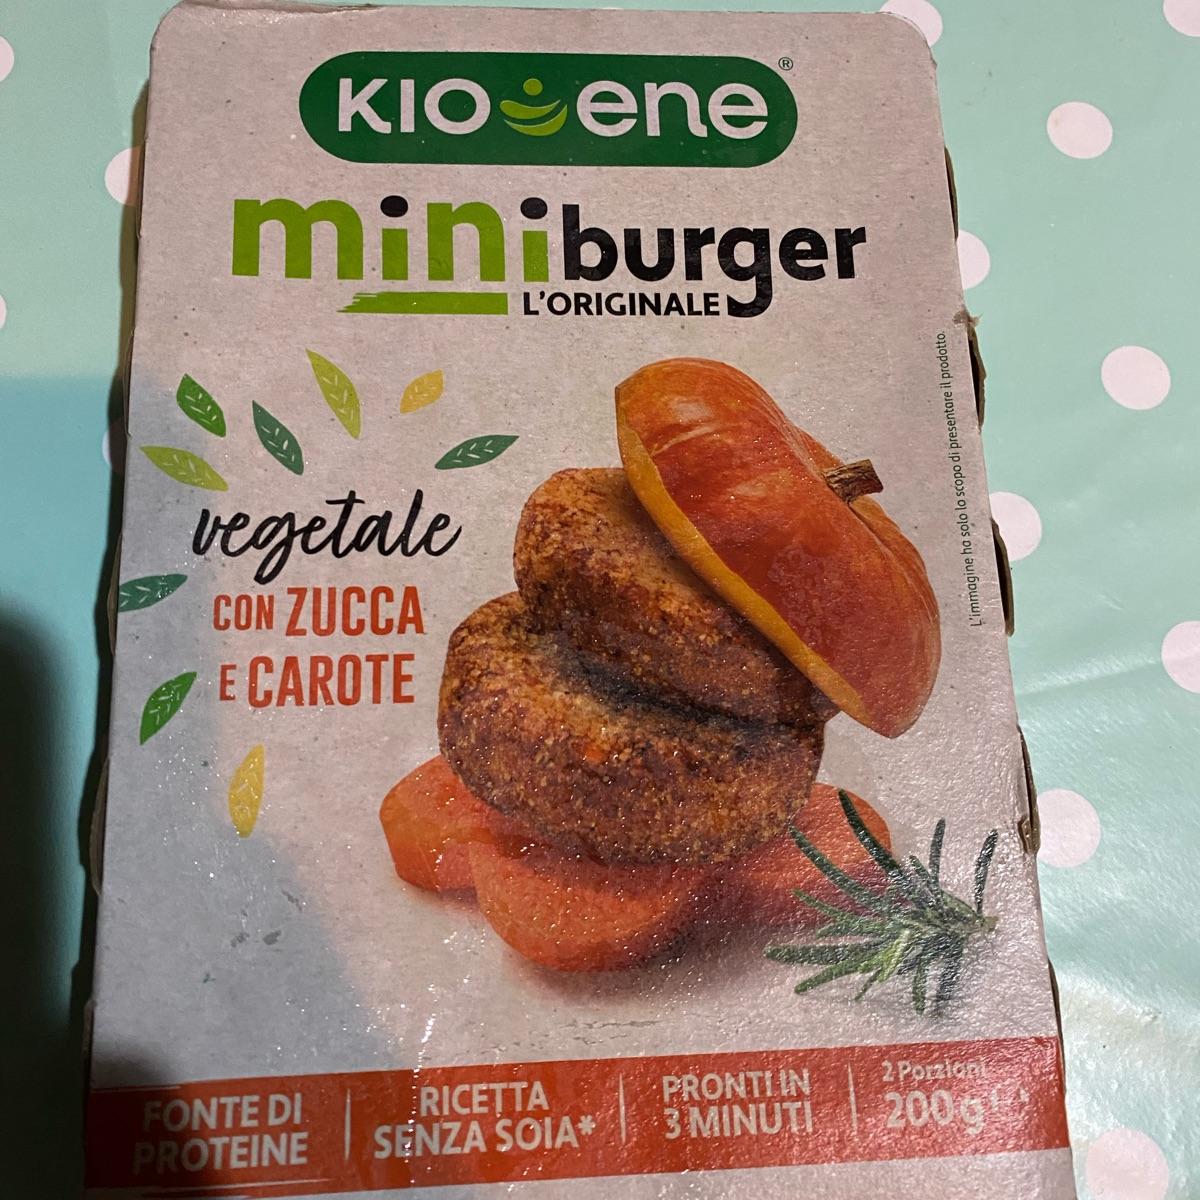 KIOENE®
miniburger
L'ORIGINALE
vegetale
CON ZUCCA
E CAROTE
L'immagine ha solo lo scopo di presentare il prodotto.
FONTE DI
PROTEINE
RICETTA
SENZA SOIA*
PRONTI IN
3 MINUTI
2 Porzioni
200 g